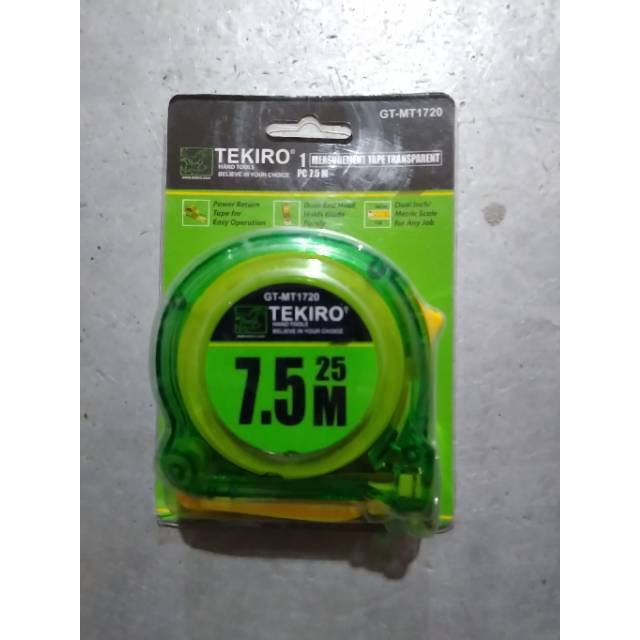 GT-MT1720
TEKIRO®
HAND TOOLS
BELIEVE IN YOUR CHOICE
1 MEASUREMENT TAPE TRANSPARENT
PC 7.5 M
Power Return
Tape for
Easy Operation
Dual Inch/
Metric Scale
for Any Job
GT-MT1720
TEKIRO
HAND TOOLS
BELIEVE IN YOUR CHOICE
7.5 25
M